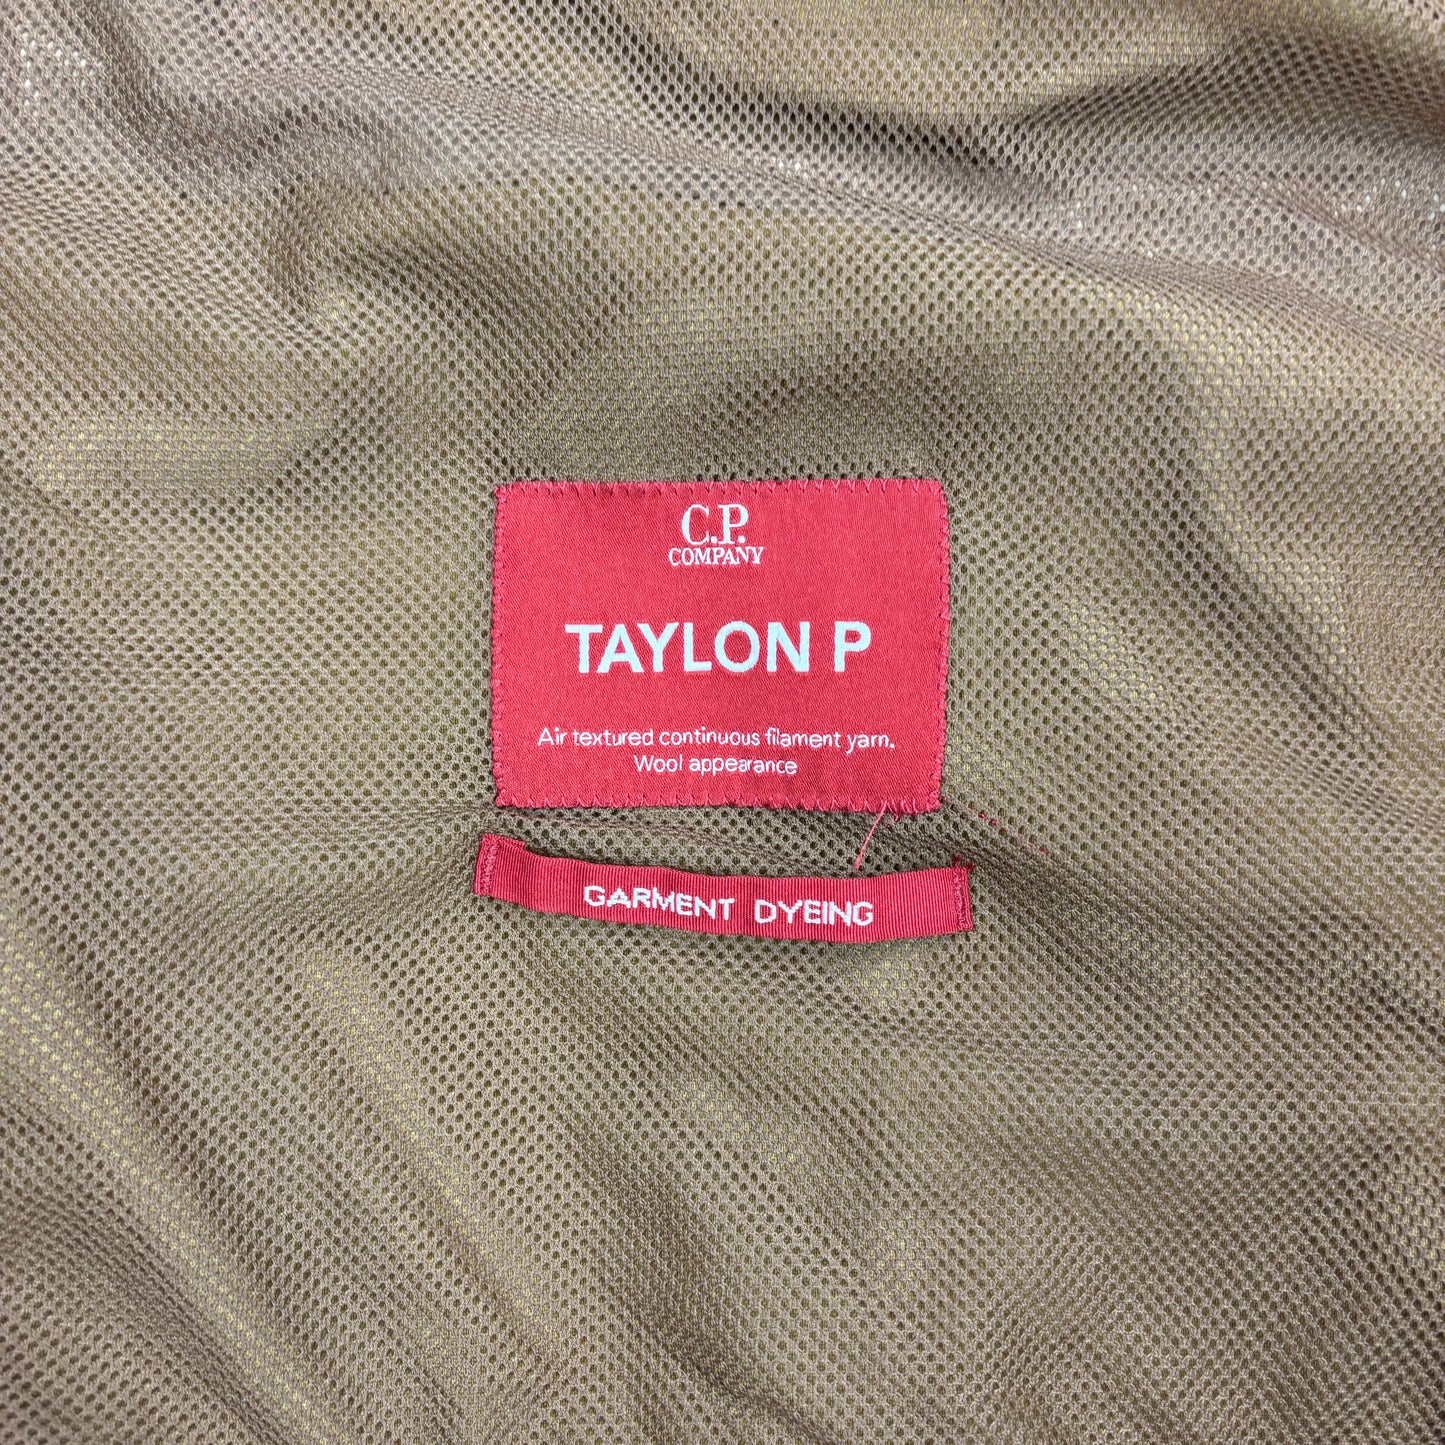 C.P.
COMPANY
TAYLON P
Air textured continuous filament yarn.
Wool appearance
GARMENT DYEING